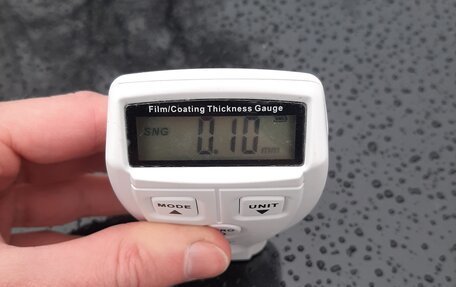 Film/Coating Thickness Gauge
SNG 0.10 mm
MODE UNIT